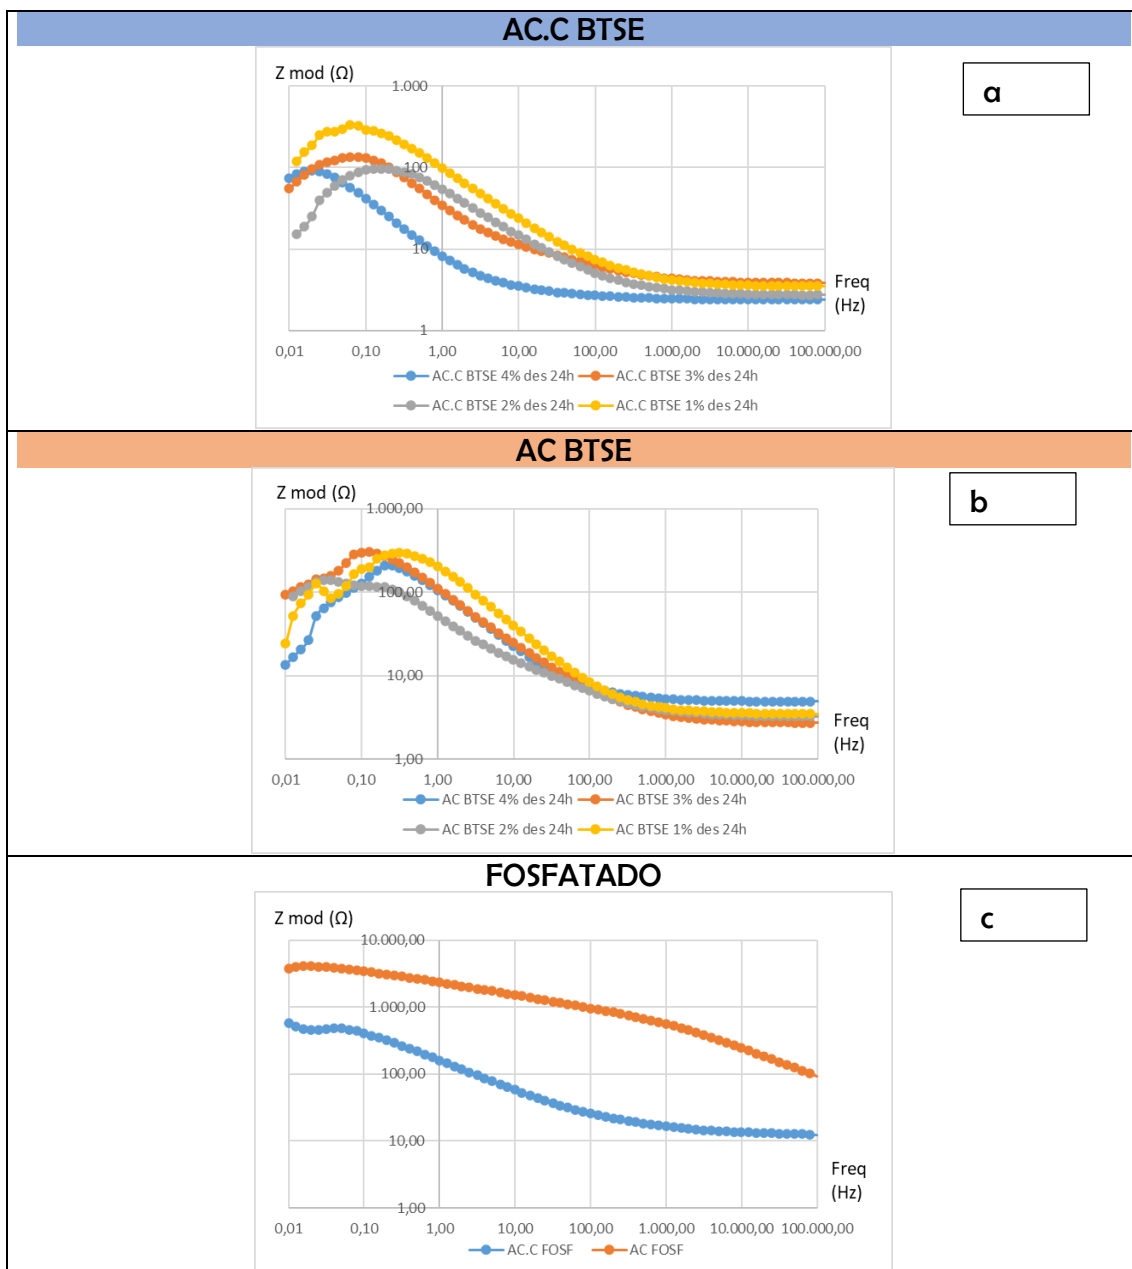 AC.C BTSE
a
Z mod (Ω)
1.000
100
10
1
0,01 0,10 1,00 10,00 100,00 1.000,00 10.000,00 100.000,00
Freq
(Hz)
AC.C BTSE 4% des 24h AC.C BTSE 3% des 24h
AC.C BTSE 2% des 24h AC.C BTSE 1% des 24h
AC BTSE
b
Z mod (Ω)
1.000,00
100,00
10,00
1,00
0,01 0,10 1,00 10,00 100,00 1.000,00 10.000,00 100.000,00
Freq
(Hz)
AC BTSE 4% des 24h AC BTSE 3% des 24h
AC BTSE 2% des 24h AC BTSE 1% des 24h
FOSFATADO
c
Z mod (Ω)
10.000,00
1.000,00
100,00
10,00
1,00
0,01 0,10 1,00 10,00 100,00 1.000,00 10.000,00 100.000,00
Freq
(Hz)
AC.C FOSF AC FOSF